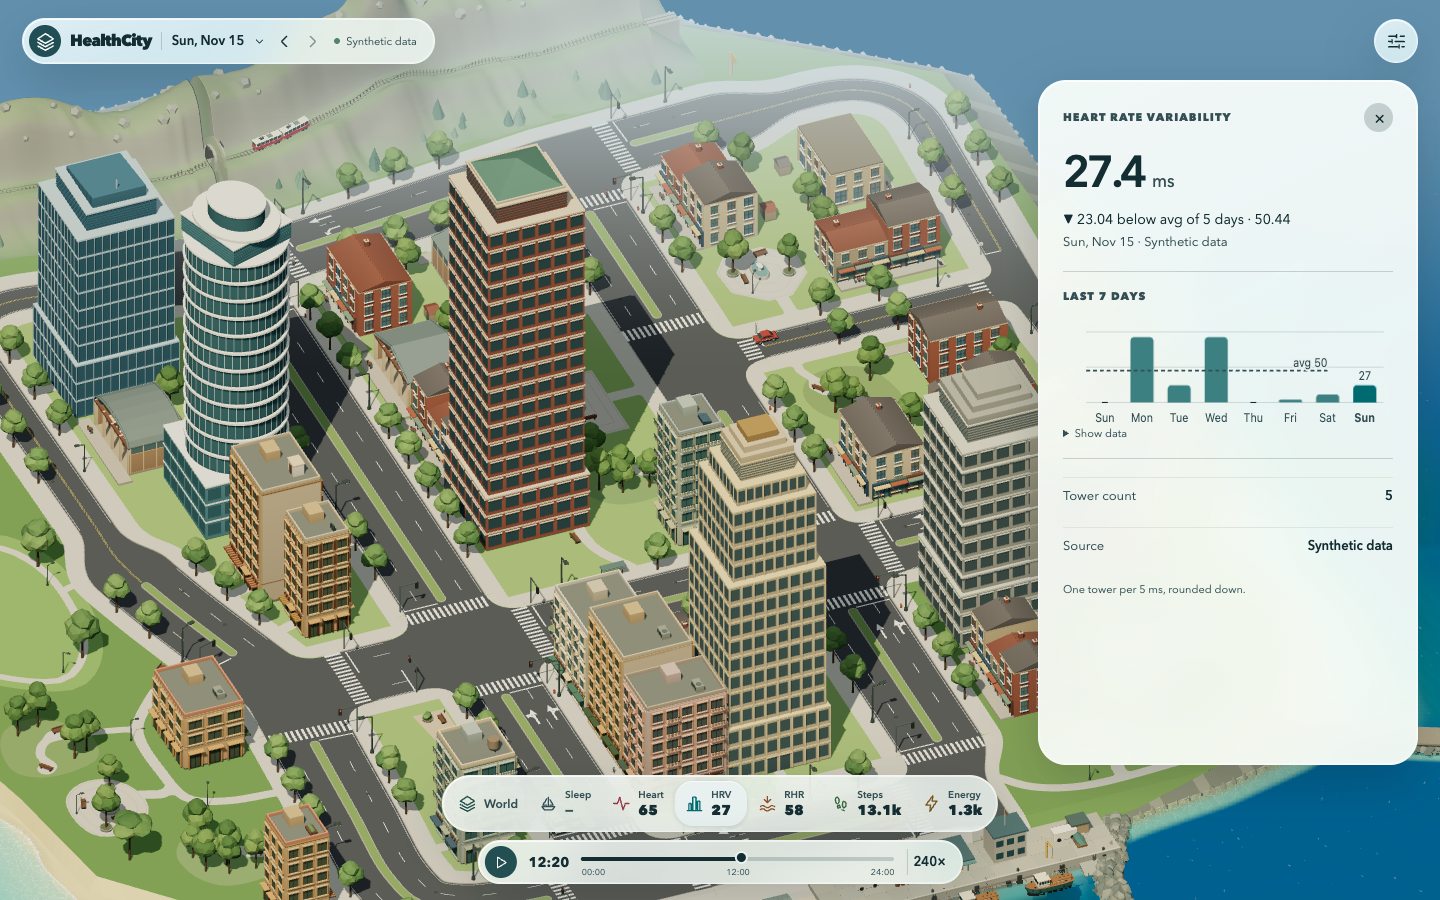 HealthCity
Sun, Nov 15
Synthetic data
HEART RATE VARIABILITY
27.4 ms
▼ 23.04 below avg of 5 days · 50.44
Sun, Nov 15 · Synthetic data
LAST 7 DAYS
avg 50
27
Sun Mon Tue Wed Thu Fri Sat Sun
Show data
Tower count 5
Source Synthetic data
One tower per 5 ms, rounded down.
World
Sleep
–
Heart
65
HRV
27
RHR
58
Steps
13.1k
Energy
1.3k
12:20
00:00 12:00 24:00
240×